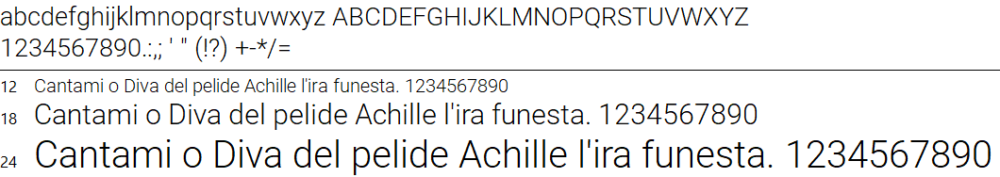 abcdefghijklmnopqrstuvwxyz ABCDEFGHIJKLMNOPQRSTUVWXYZ
1234567890.:,; ' " (!?) +-*/=
12 Cantami o Diva del pelide Achille l'ira funesta. 1234567890
18 Cantami o Diva del pelide Achille l'ira funesta. 1234567890
24 Cantami o Diva del pelide Achille l'ira funesta. 1234567890